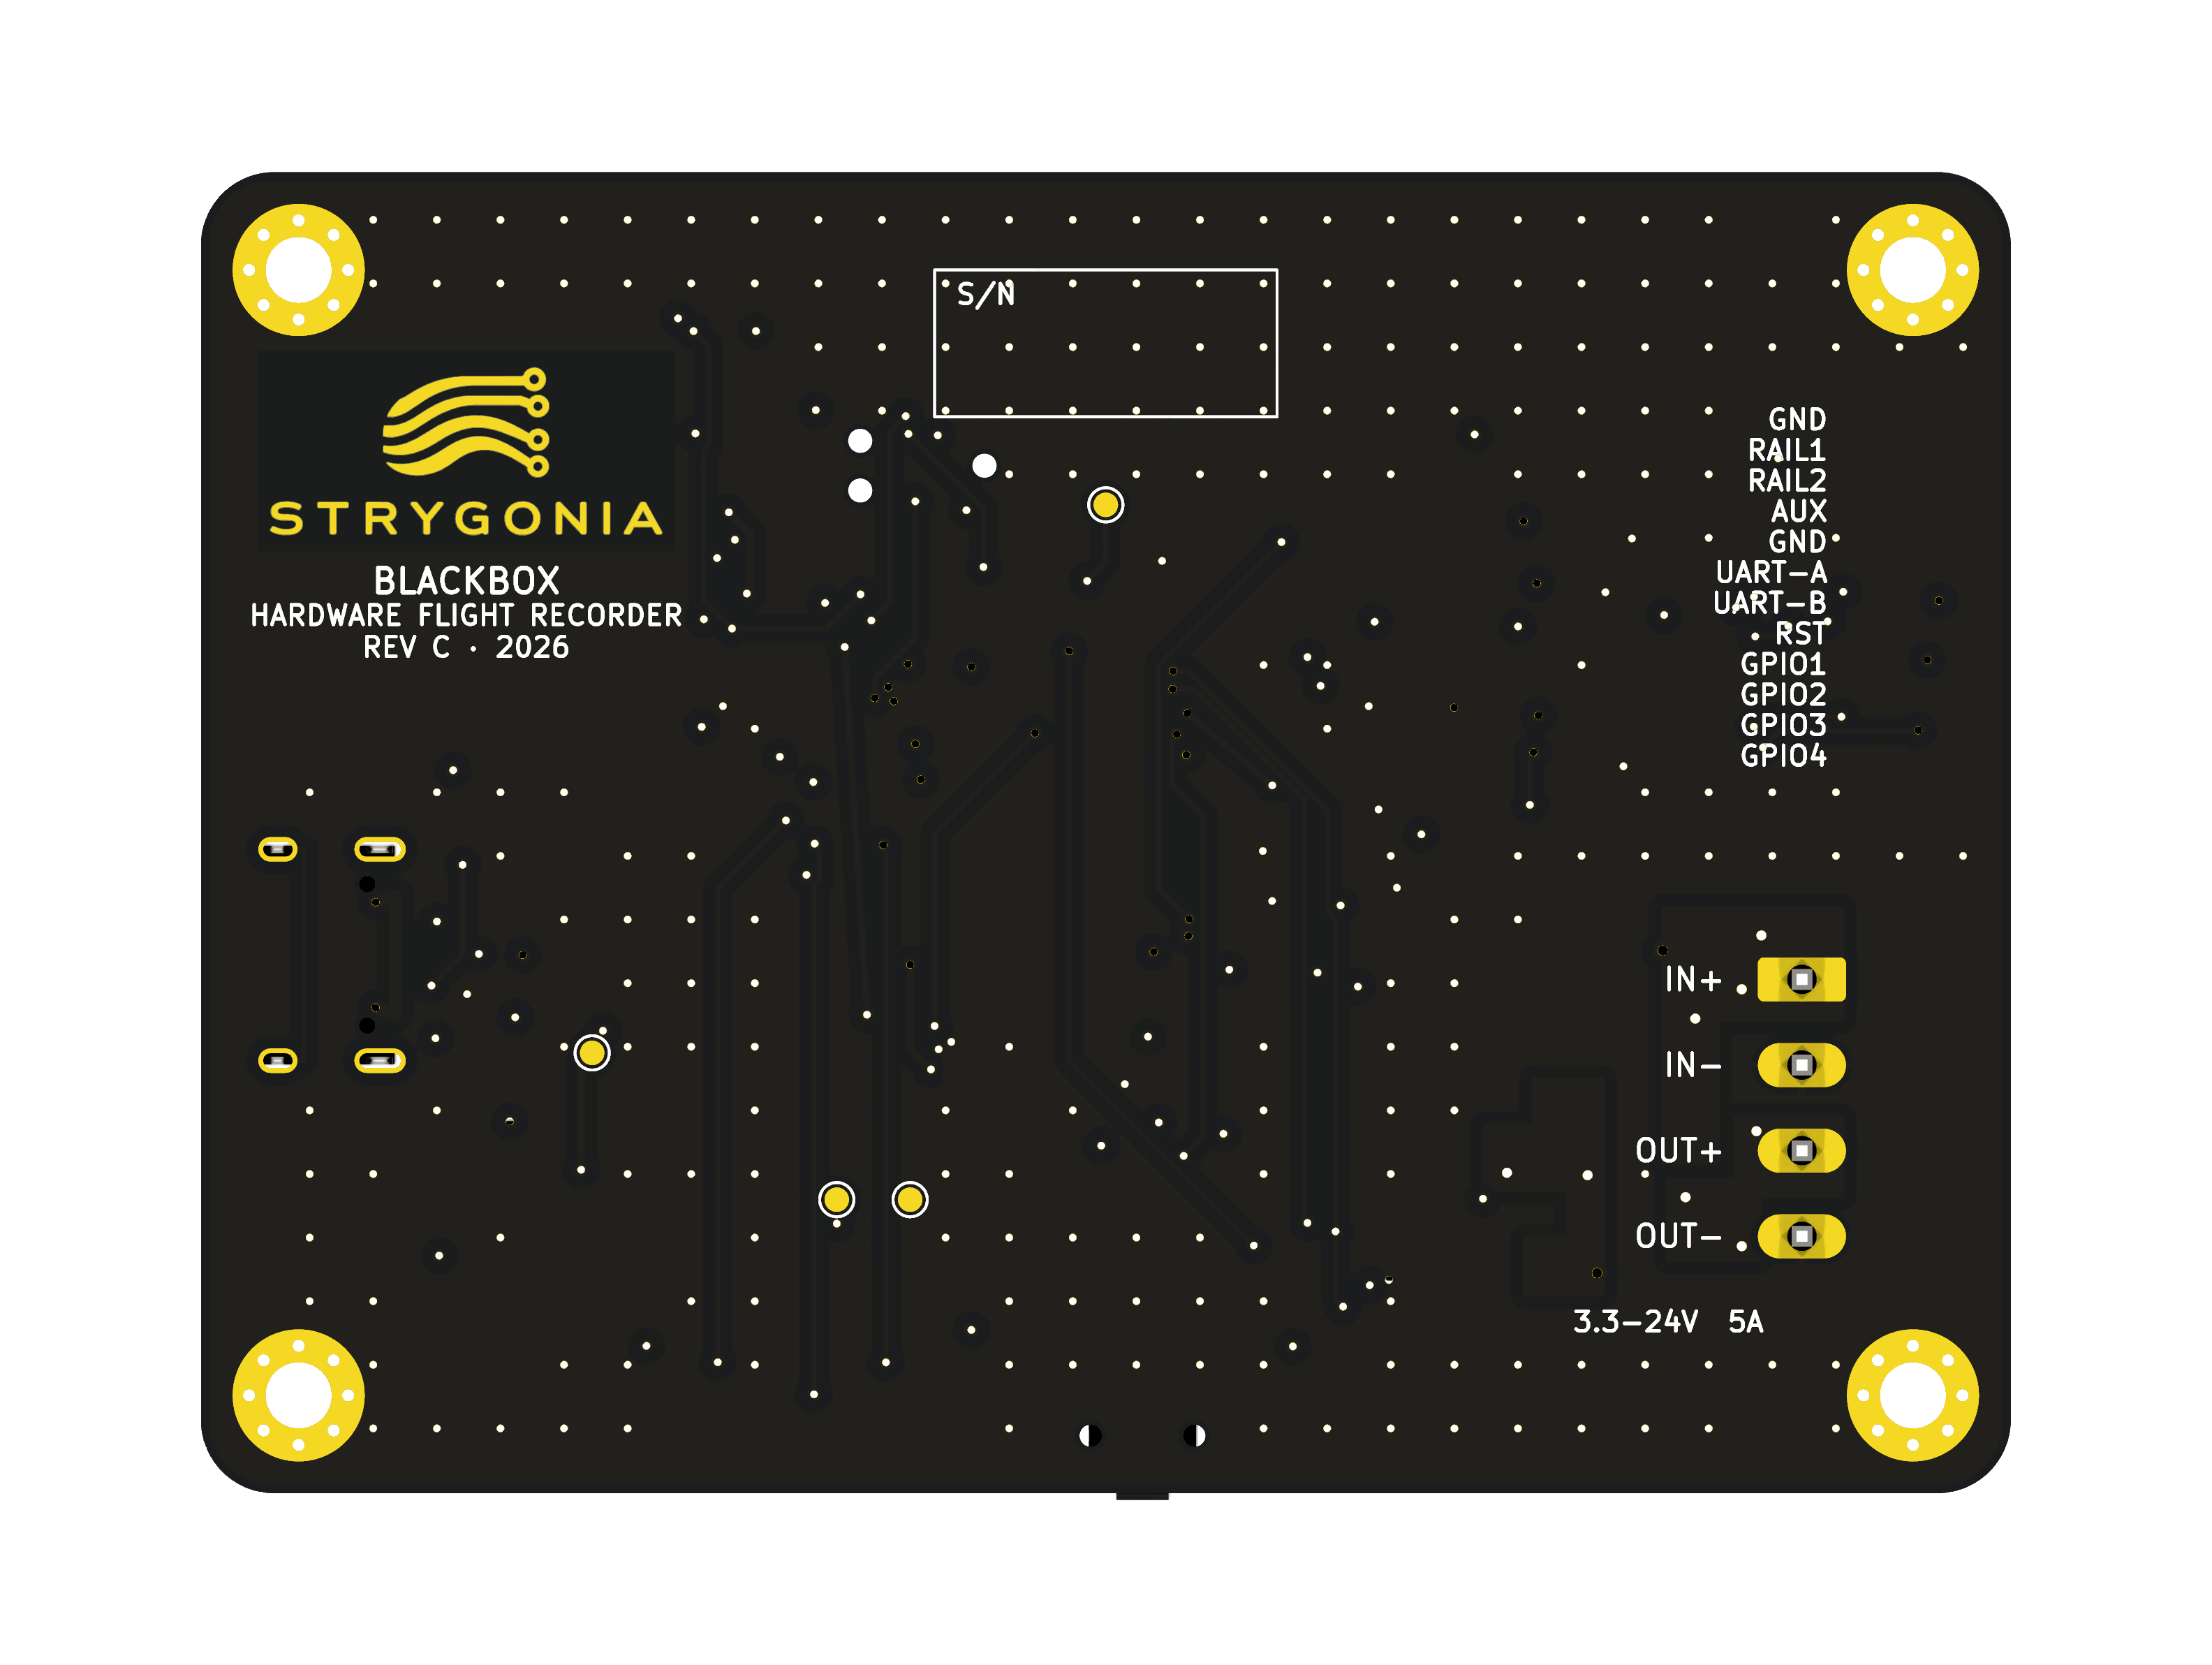 S/N
STRYGONIA
BLACKBOX
HARDWARE FLIGHT RECORDER
REV C · 2026
GND
RAIL1
RAIL2
AUX
GND
UART-A
UART-B
RST
GPIO1
GPIO2
GPIO3
GPIO4
IN+
IN-
OUT+
OUT-
3.3-24V 5A